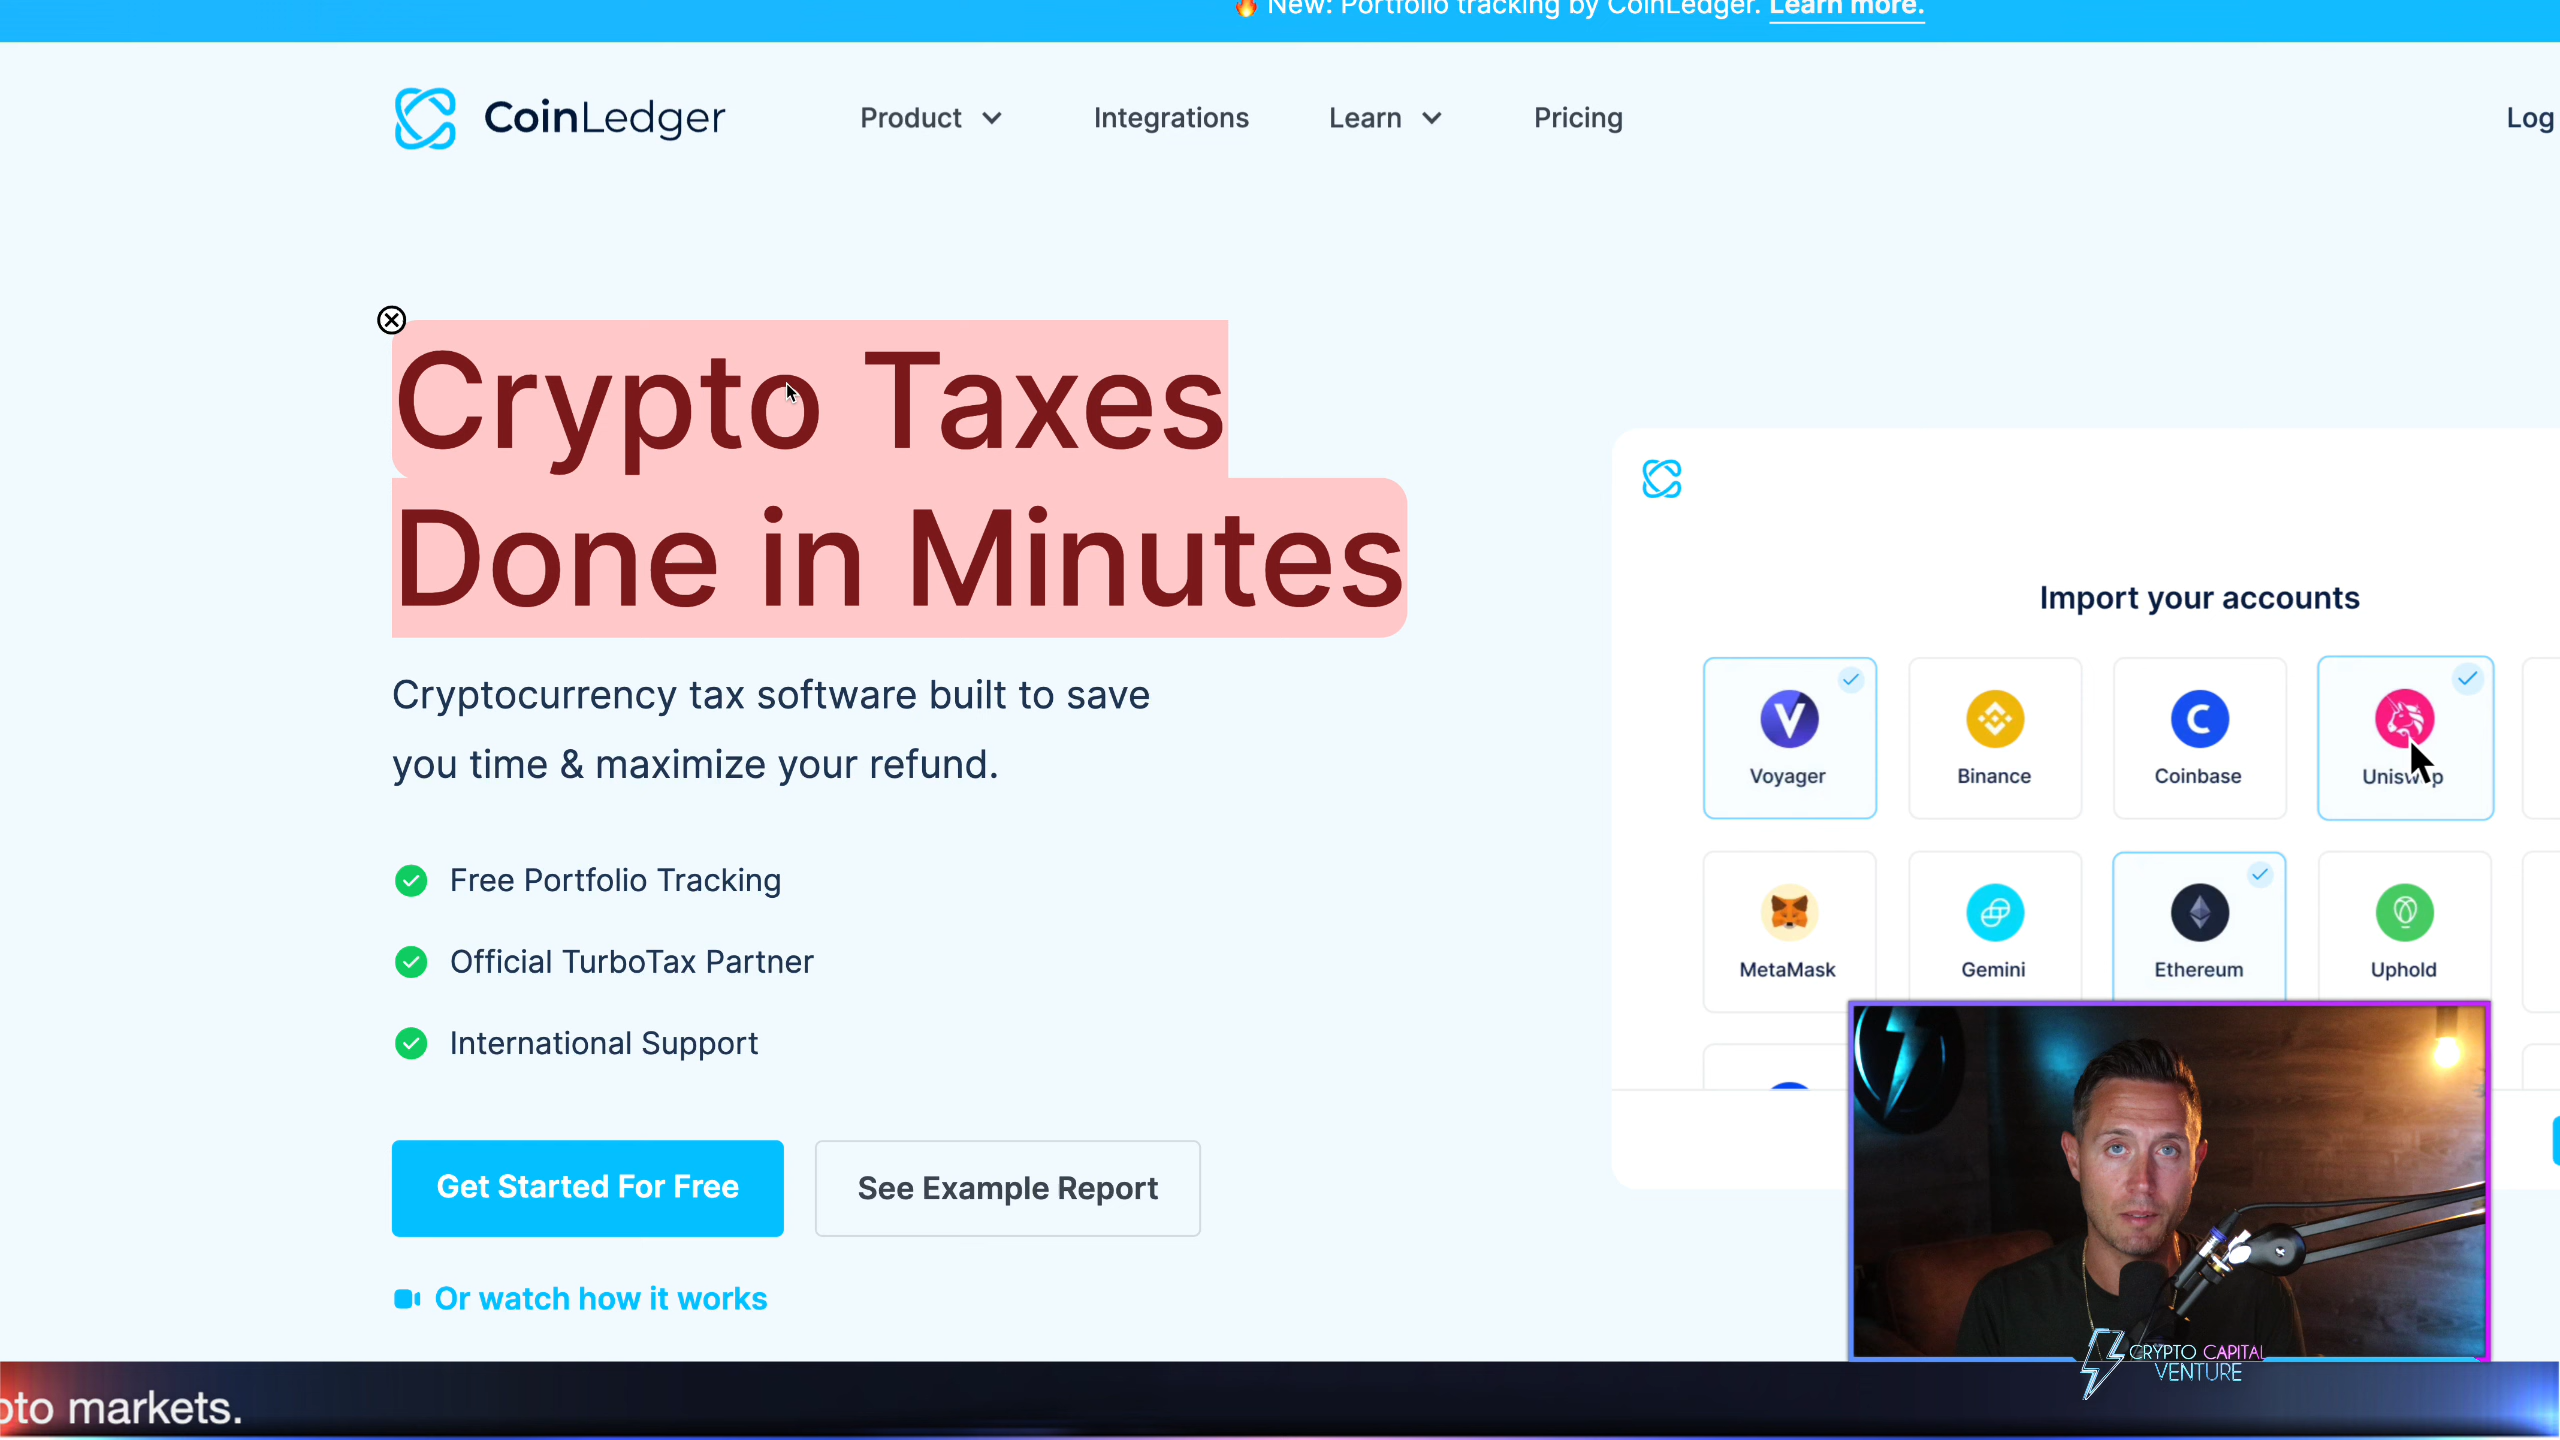 New: Portfolio tracking by CoinLedger. Learn more.
CoinLedger
Product
Integrations
Learn
Pricing
Log
Crypto Taxes
Done in Minutes
Cryptocurrency tax software built to save
you time & maximize your refund.
Free Portfolio Tracking
Official TurboTax Partner
International Support
Get Started For Free
See Example Report
Or watch how it works
Import your accounts
Voyager
Binance
Coinbase
Uniswap
MetaMask
Gemini
Ethereum
Uphold
CRYPTO CAPITAL
VENTURE
markets.